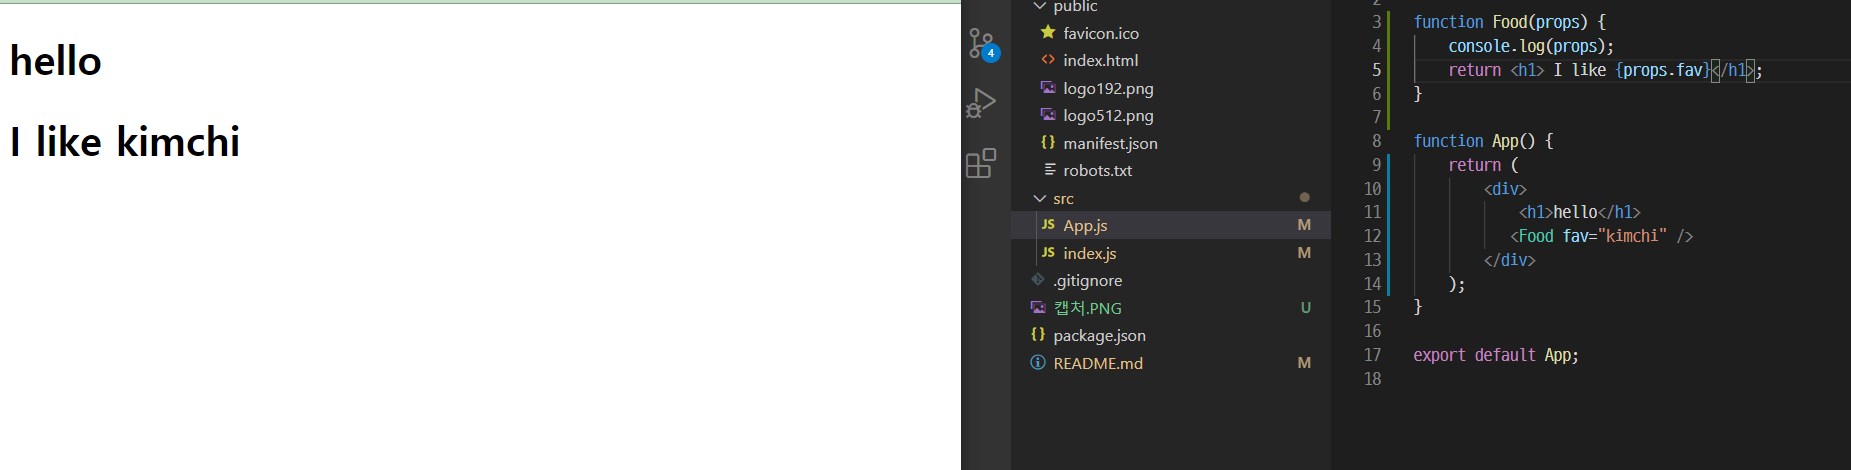 hello
I like kimchi
4
public
favicon.ico
index.html
logo192.png
logo512.png
manifest.json
robots.txt
src
JS App.js M
JS index.js M
.gitignore
캡처.PNG U
{} package.json
README.md M
3 function Food(props) {
4 console.log(props);
5 return <h1> I like {props.fav}</h1>;
6 }
7
8 function App() {
9 return (
10 <div>
11 <h1>hello</h1>
12 <Food fav="kimchi" />
13 </div>
14 );
15 }
16
17 export default App;
18